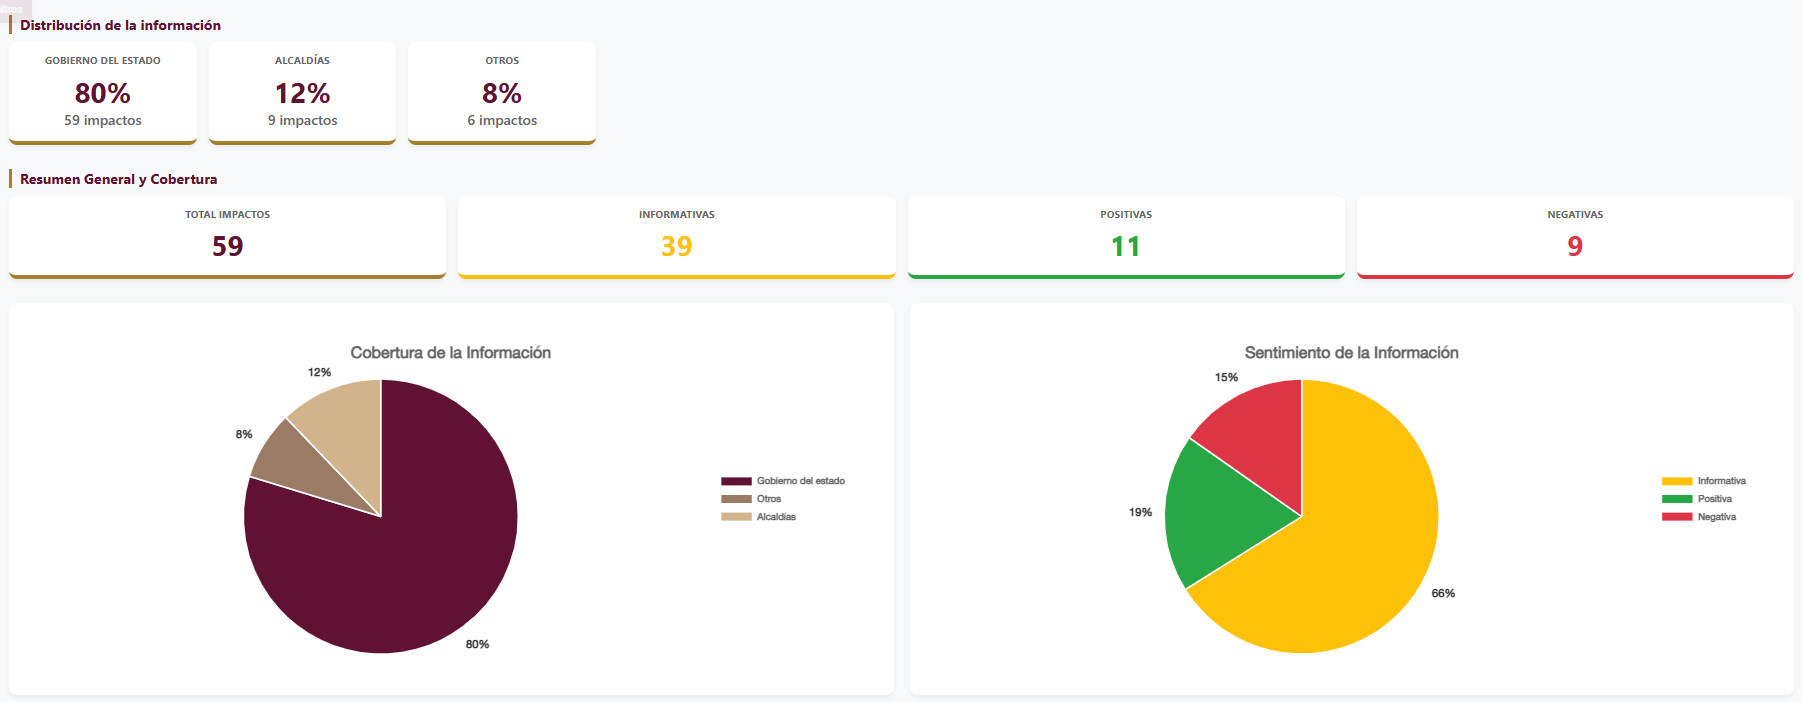 Distribución de la información
GOBIERNO DEL ESTADO
80%
59 impactos
ALCALDÍAS
12%
9 impactos
OTROS
8%
6 impactos
Resumen General y Cobertura
TOTAL IMPACTOS
59
INFORMATIVAS
39
POSITIVAS
11
NEGATIVAS
9
Cobertura de la Información
12%
8%
80%
Gobierno del estado
Otros
Alcaldías
Sentimiento de la Información
15%
19%
66%
Informativa
Positiva
Negativa